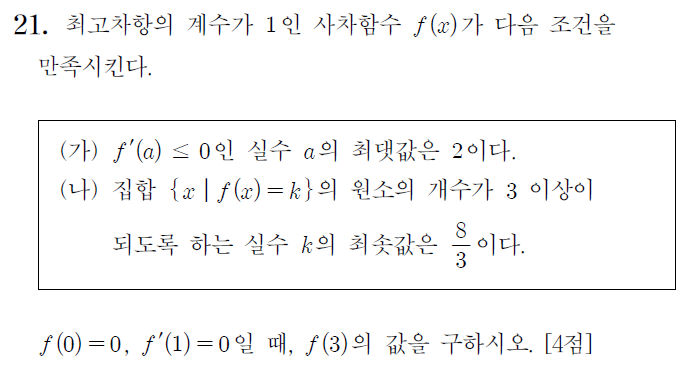 21. 최고차항의 계수가 1인 사차함수 f(x)가 다음 조건을
만족시킨다.
(가) f′(a) ≤ 0인 실수 a의 최댓값은 2이다.
(나) 집합 {x | f(x)=k}의 원소의 개수가 3 이상이
되도록 하는 실수 k의 최솟값은 8/3이다.
f(0)=0, f′(1)=0일 때, f(3)의 값을 구하시오. [4점]